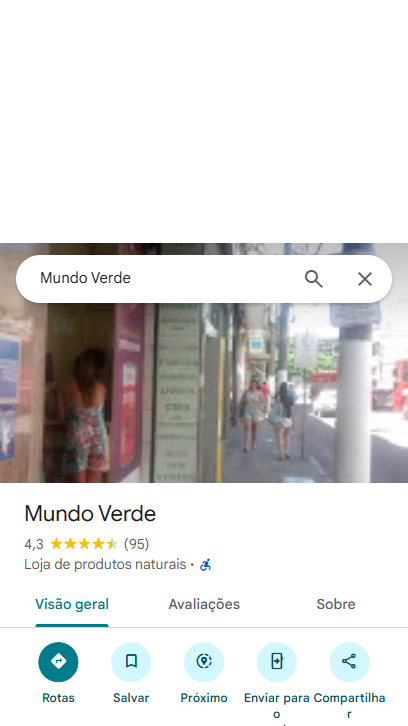 Mundo Verde
Mundo Verde
4,3 (95)
Loja de produtos naturais ·
Visão geral Avaliações Sobre
Rotas Salvar Próximo Enviar para Compartilha
o r